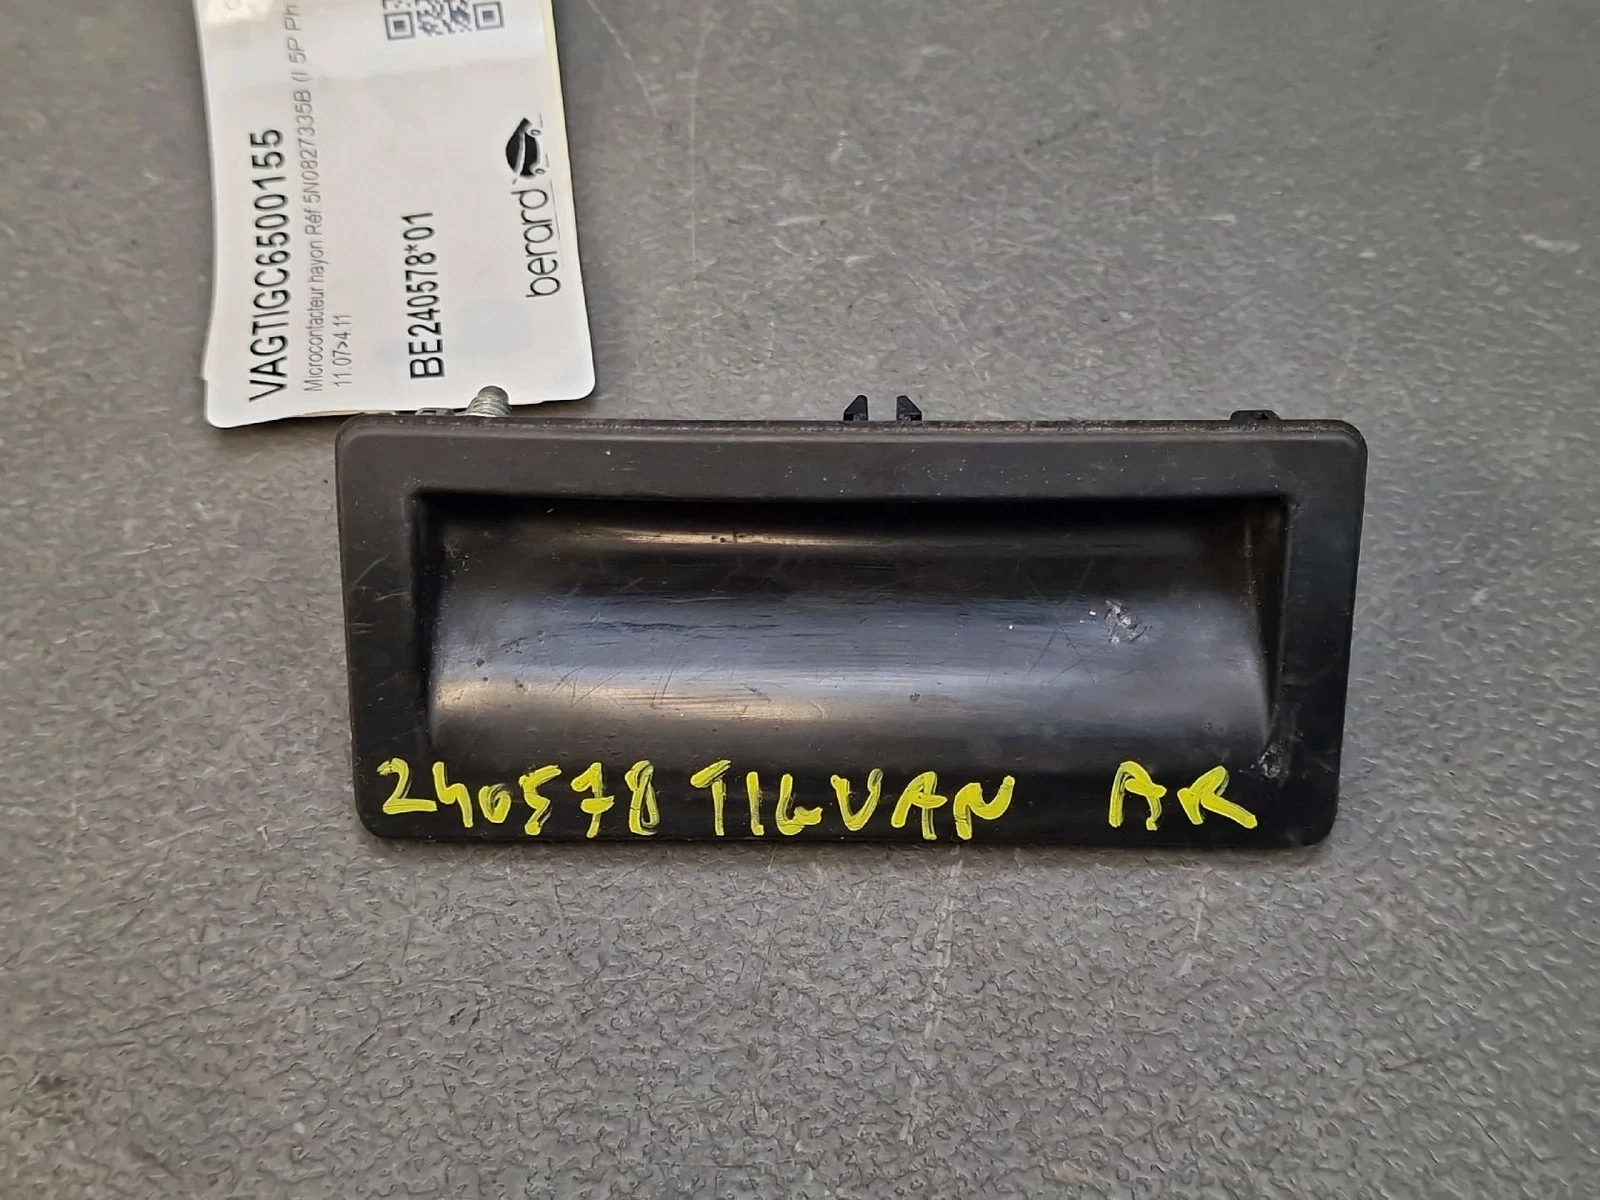 VAGTIGC6500155
Microcontacteur hayon Réf 5N0827335B (I 5P Ph
11.07>4.11
BE240578*01
berard
240578 TIGUAN AR